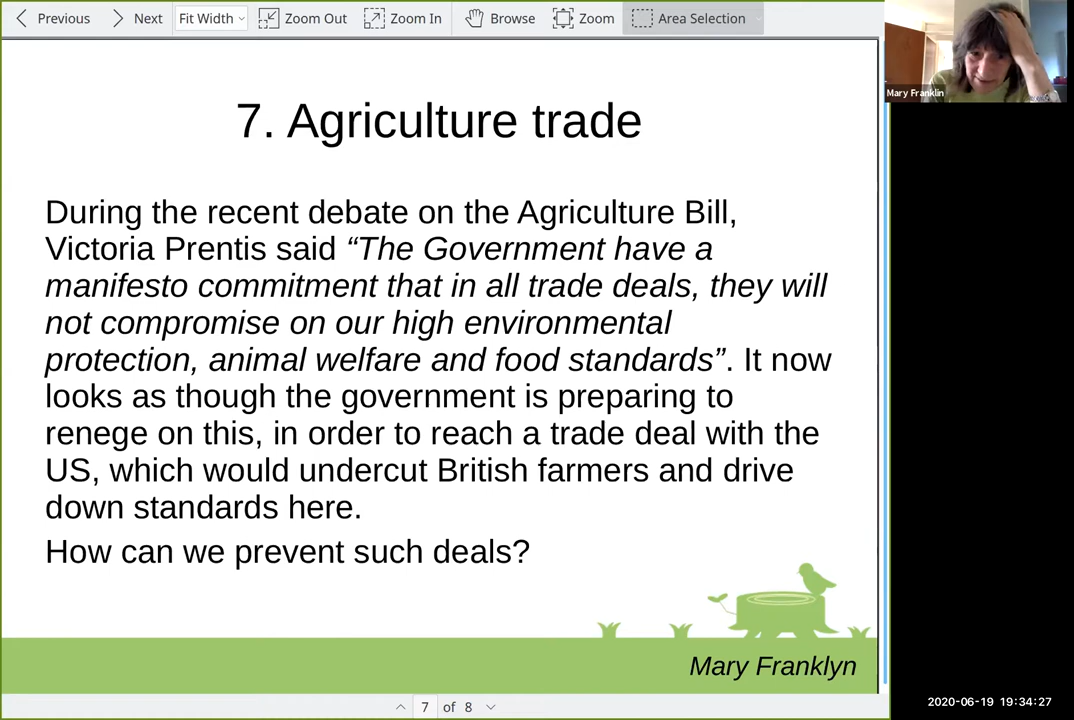 Previous Next Fit Width Zoom Out Zoom In Browse Zoom Area Selection
Mary Franklin
7. Agriculture trade
During the recent debate on the Agriculture Bill,
Victoria Prentis said “The Government have a
manifesto commitment that in all trade deals, they will
not compromise on our high environmental
protection, animal welfare and food standards”. It now
looks as though the government is preparing to
renege on this, in order to reach a trade deal with the
US, which would undercut British farmers and drive
down standards here.
How can we prevent such deals?
Mary Franklyn
7 of 8
2020-06-19 19:34:27